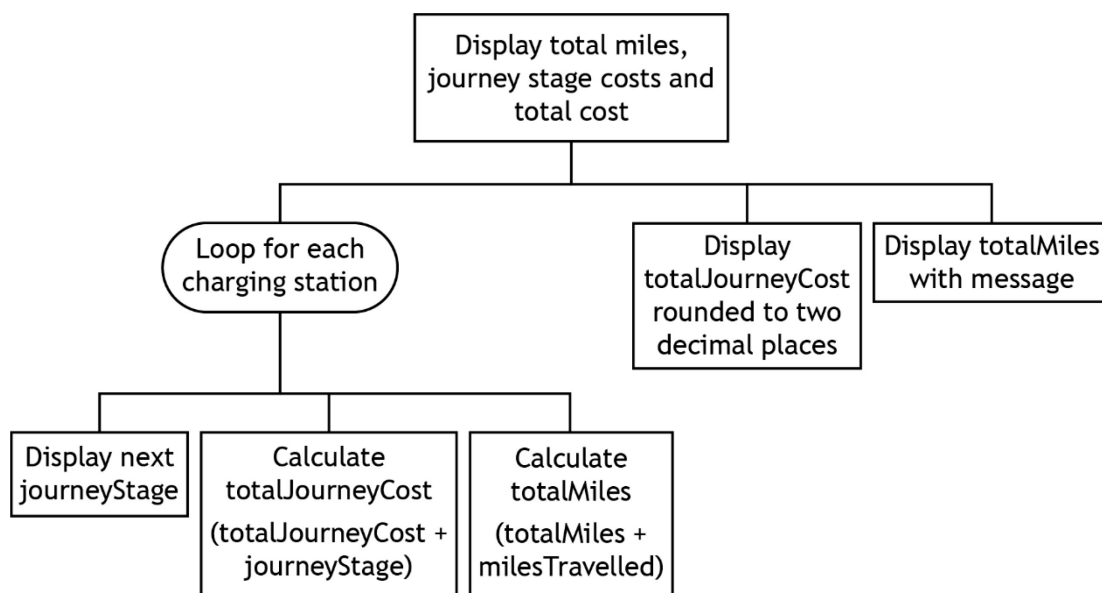 Display total miles,
journey stage costs and
total cost
Loop for each
charging station
Display
totalJourneyCost
rounded to two
decimal places
Display totalMiles
with message
Display next
journeyStage
Calculate
totalJourneyCost
(totalJourneyCost +
journeyStage)
Calculate
totalMiles
(totalMiles +
milesTravelled)